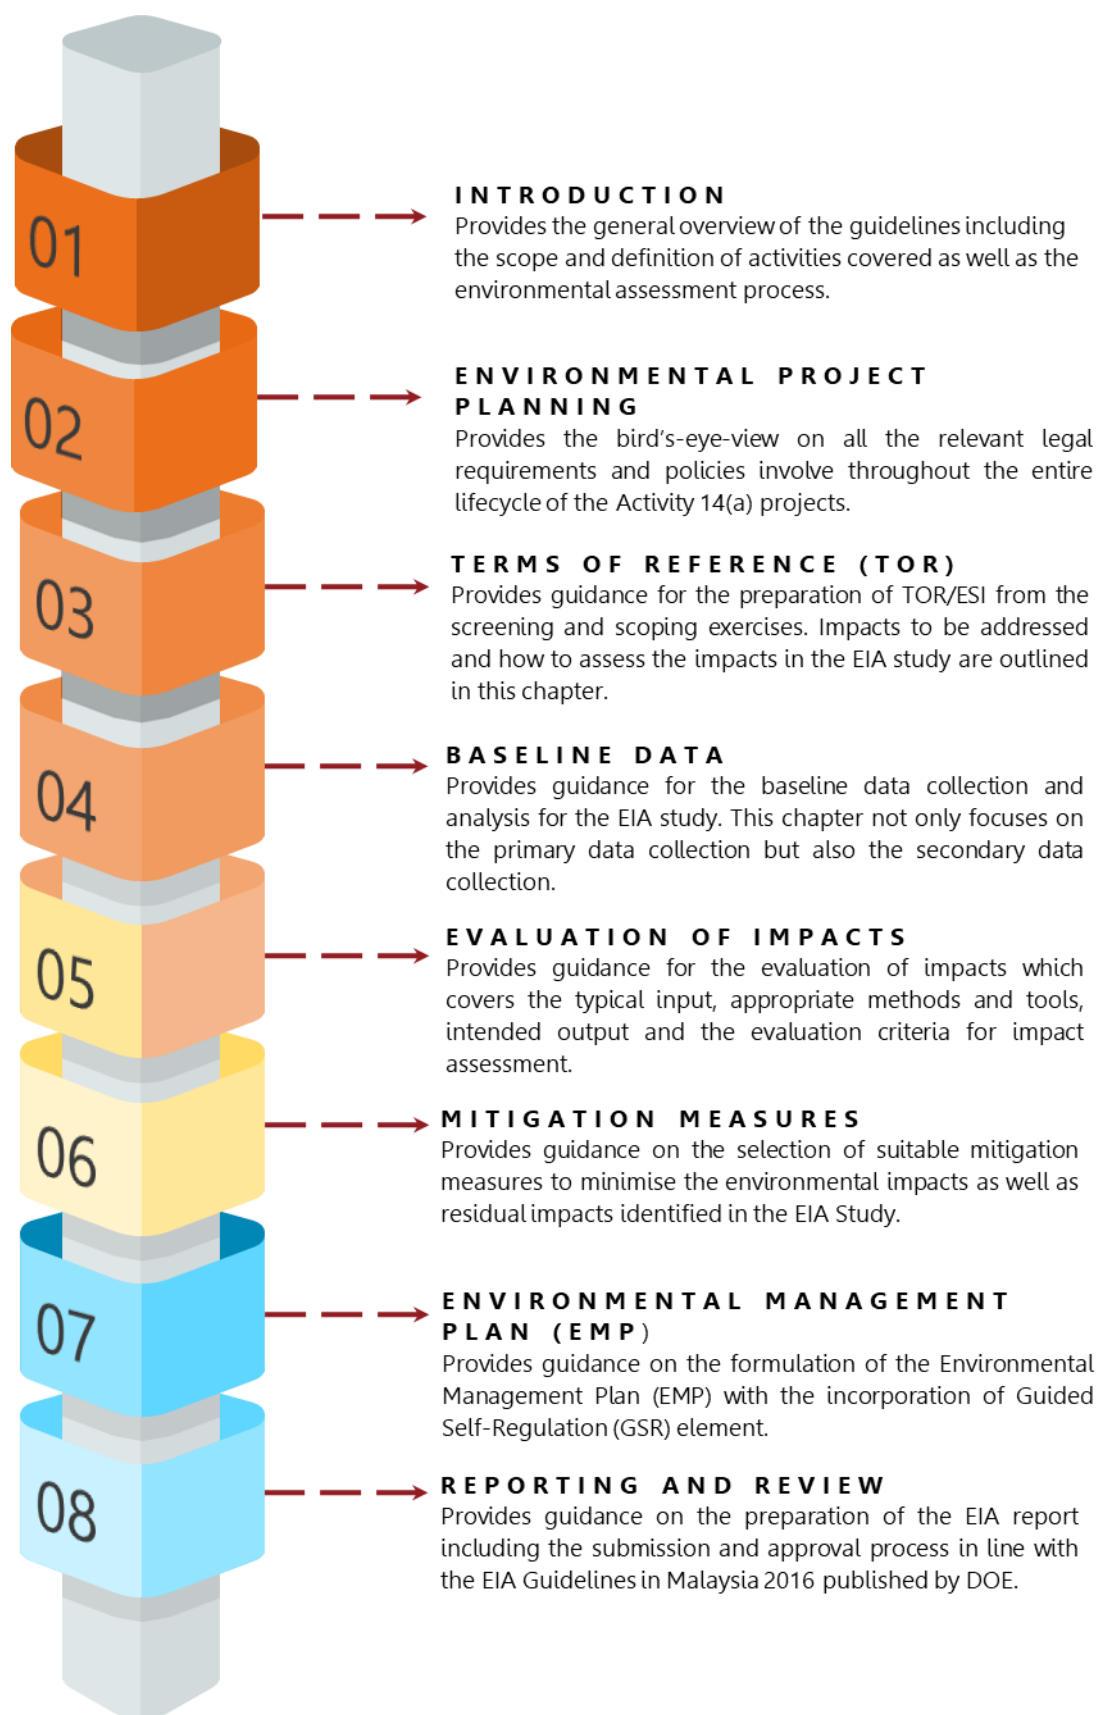 01
INTRODUCTION
Provides the general overview of the guidelines including
the scope and definition of activities covered as well as the
environmental assessment process.
02
ENVIRONMENTAL PROJECT
PLANNING
Provides the bird's-eye-view on all the relevant legal
requirements and policies involve throughout the entire
lifecycle of the Activity 14(a) projects.
03
TERMS OF REFERENCE (TOR)
Provides guidance for the preparation of TOR/ESI from the
screening and scoping exercises. Impacts to be addressed
and how to assess the impacts in the EIA study are outlined
in this chapter.
04
BASELINE DATA
Provides guidance for the baseline data collection and
analysis for the EIA study. This chapter not only focuses on
the primary data collection but also the secondary data
collection.
05
EVALUATION OF IMPACTS
Provides guidance for the evaluation of impacts which
covers the typical input, appropriate methods and tools,
intended output and the evaluation criteria for impact
assessment.
06
MITIGATION MEASURES
Provides guidance on the selection of suitable mitigation
measures to minimise the environmental impacts as well as
residual impacts identified in the EIA Study.
07
ENVIRONMENTAL MANAGEMENT
PLAN (EMP)
Provides guidance on the formulation of the Environmental
Management Plan (EMP) with the incorporation of Guided
Self-Regulation (GSR) element.
08
REPORTING AND REVIEW
Provides guidance on the preparation of the EIA report
including the submission and approval process in line with
the EIA Guidelines in Malaysia 2016 published by DOE.